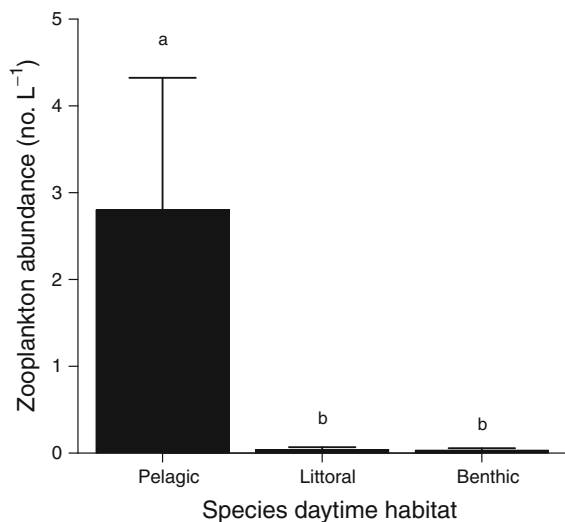 Zooplankton abundance (no. L⁻¹)
5
4
3
2
1
0
a
b
b
Pelagic
Littoral
Benthic
Species daytime habitat